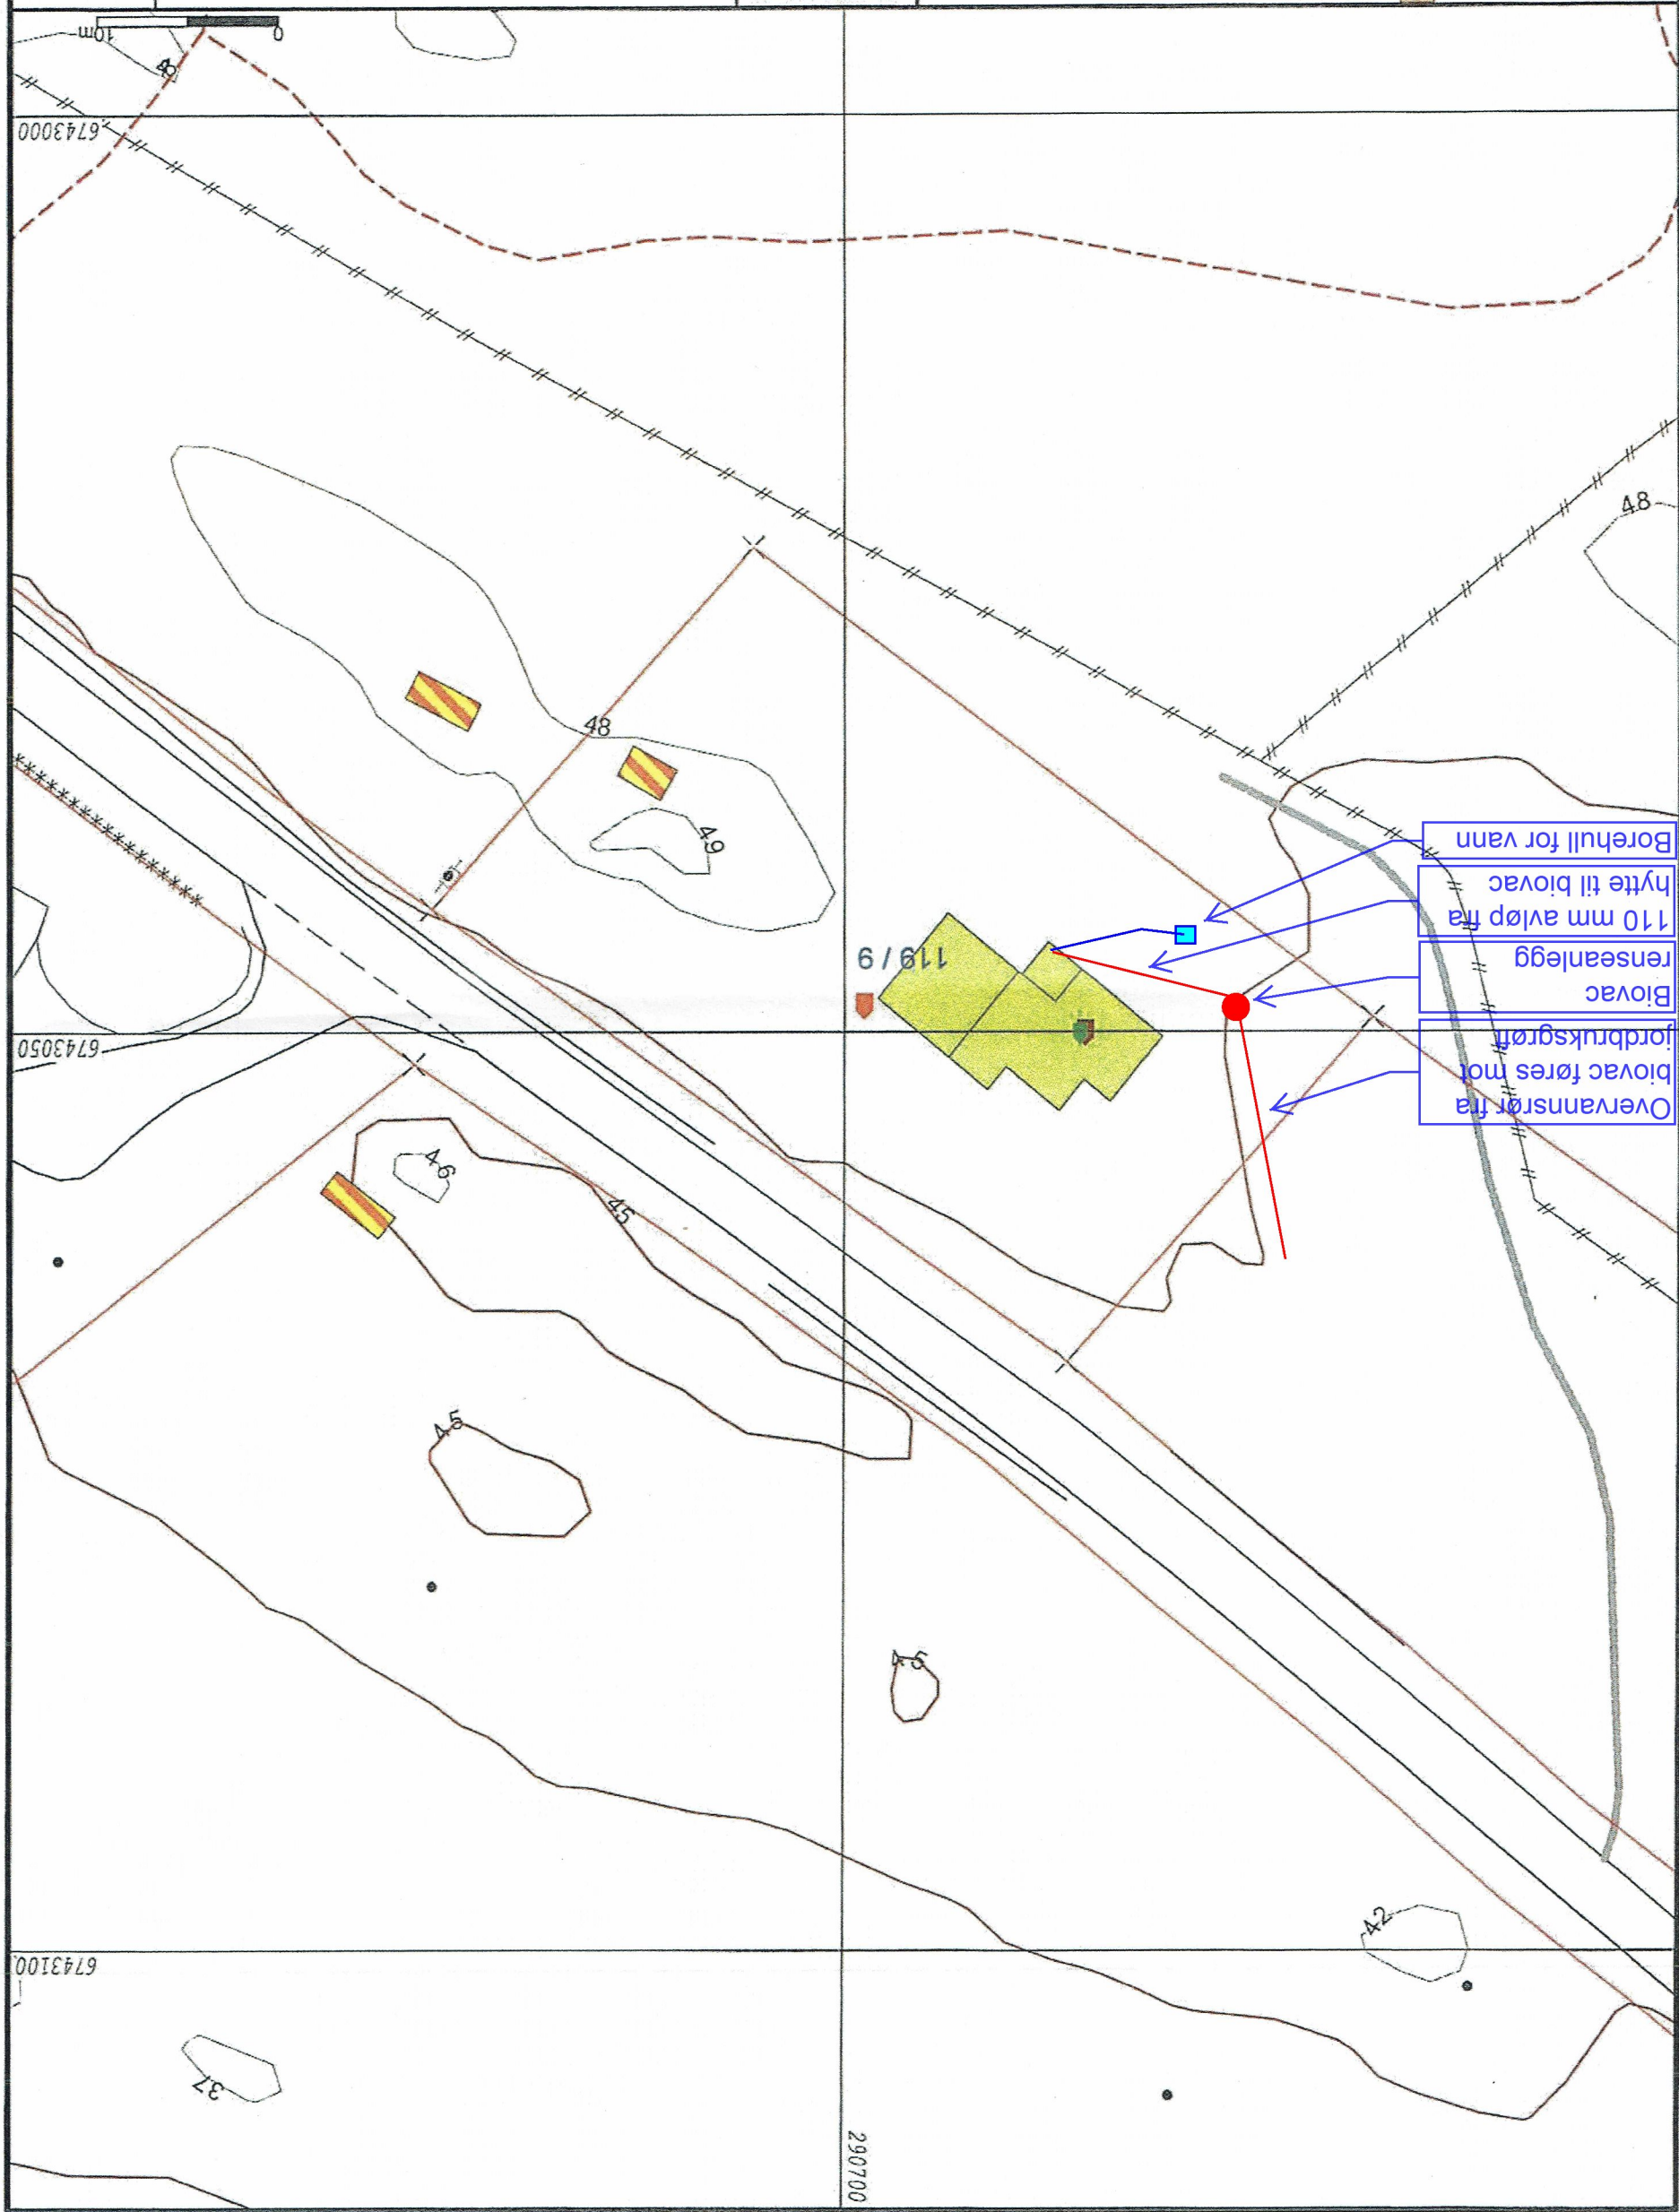 290700
37
6743100
42
45
45
Overvannsrør fra
biovac føres mot
jordbruksgrøft
45
46
Biovac
renseanlegg
6743050
110 mm avløp fra
hytte til biovac
119 / 9
Borehull for vann
49
48
48
6743000
48
0
10m